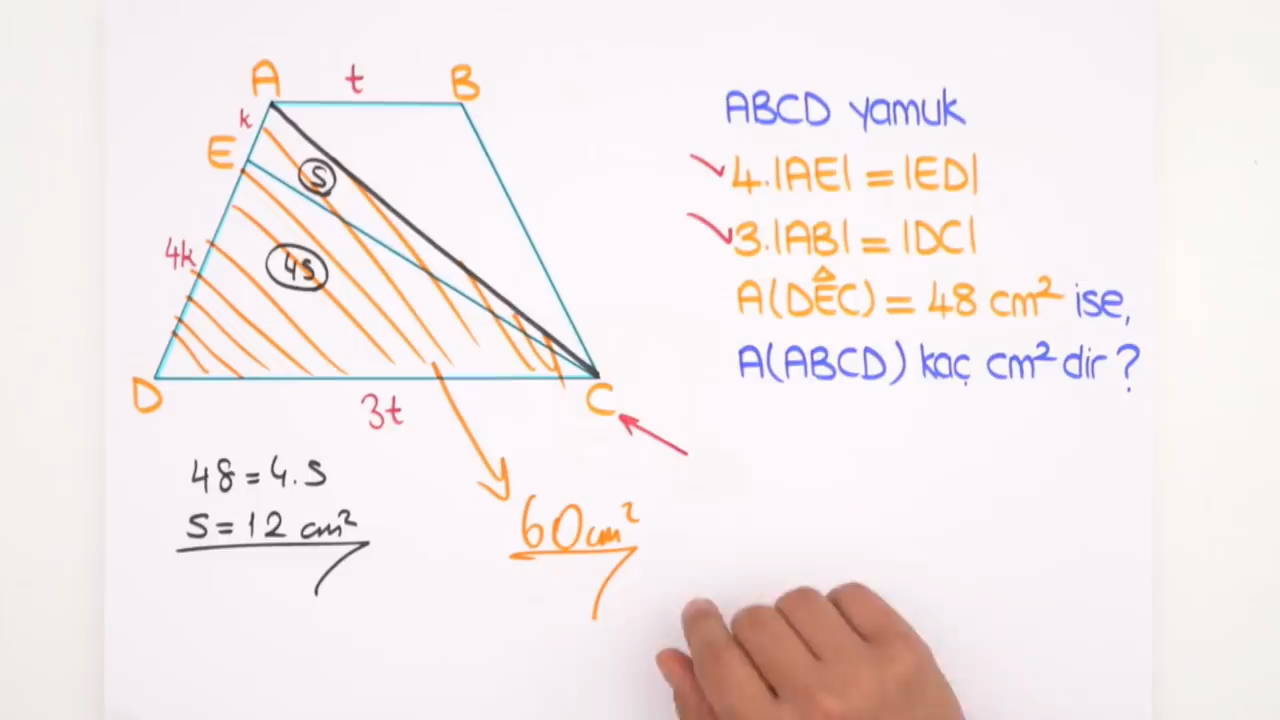 A t B
k
E
S
4S
4k
D 3t C
48 = 4.S
S = 12 cm²
60 cm²
ABCD yamuk
4.|AE| = |ED|
3.|AB| = |DC|
A(DÊC) = 48 cm² ise,
A(ABCD) kaç cm² dir ?